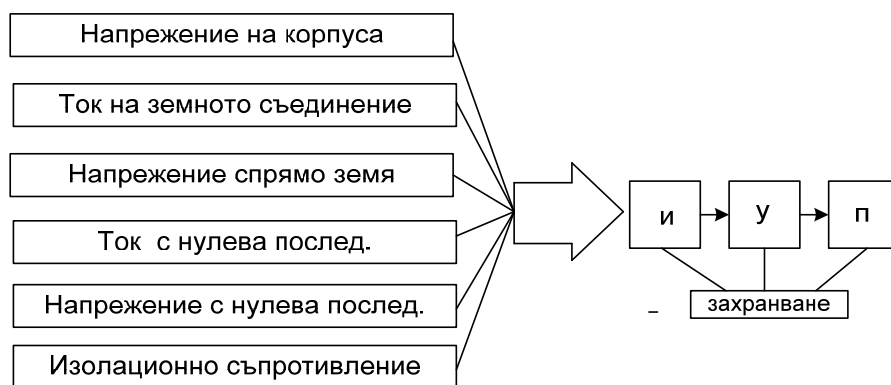 Напрежение на корпуса
Ток на земното съединение
Напрежение спрямо земя
Ток с нулева послед.
Напрежение с нулева послед.
Изолационно съпротивление
и
У
п
захранване